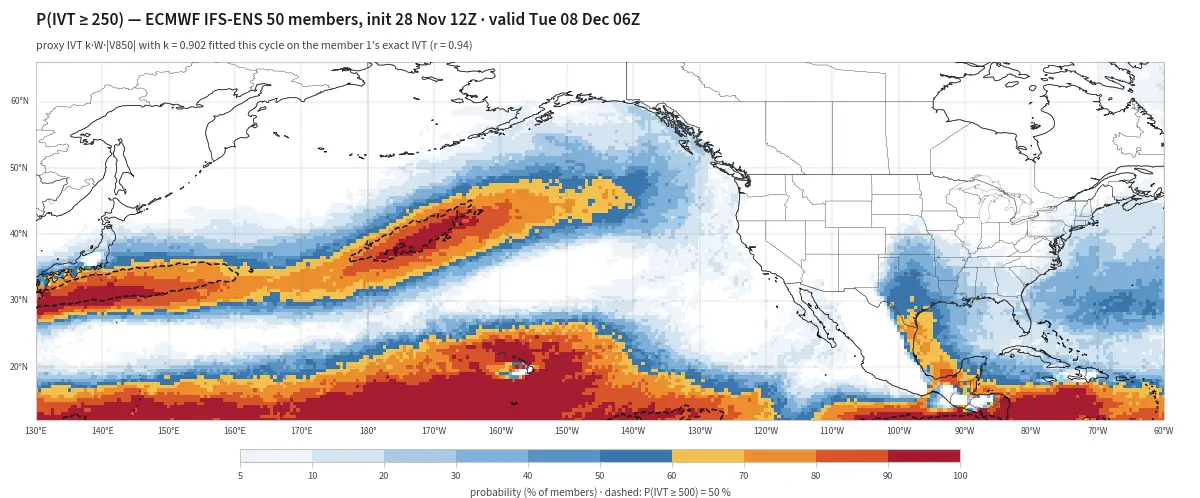 P(IVT ≥ 250) — ECMWF IFS-ENS 50 members, init 28 Nov 12Z · valid Tue 08 Dec 06Z
proxy IVT k·W·|V850| with k = 0.902 fitted this cycle on the member 1's exact IVT (r = 0.94)
60°N
50°N
40°N
30°N
20°N
130°E 140°E 150°E 160°E 170°E 180° 170°W 160°W 150°W 140°W 130°W 120°W 110°W 100°W 90°W 80°W 70°W 60°W
5 10 20 30 40 50 60 70 80 90 100
probability (% of members) · dashed: P(IVT ≥ 500) = 50 %